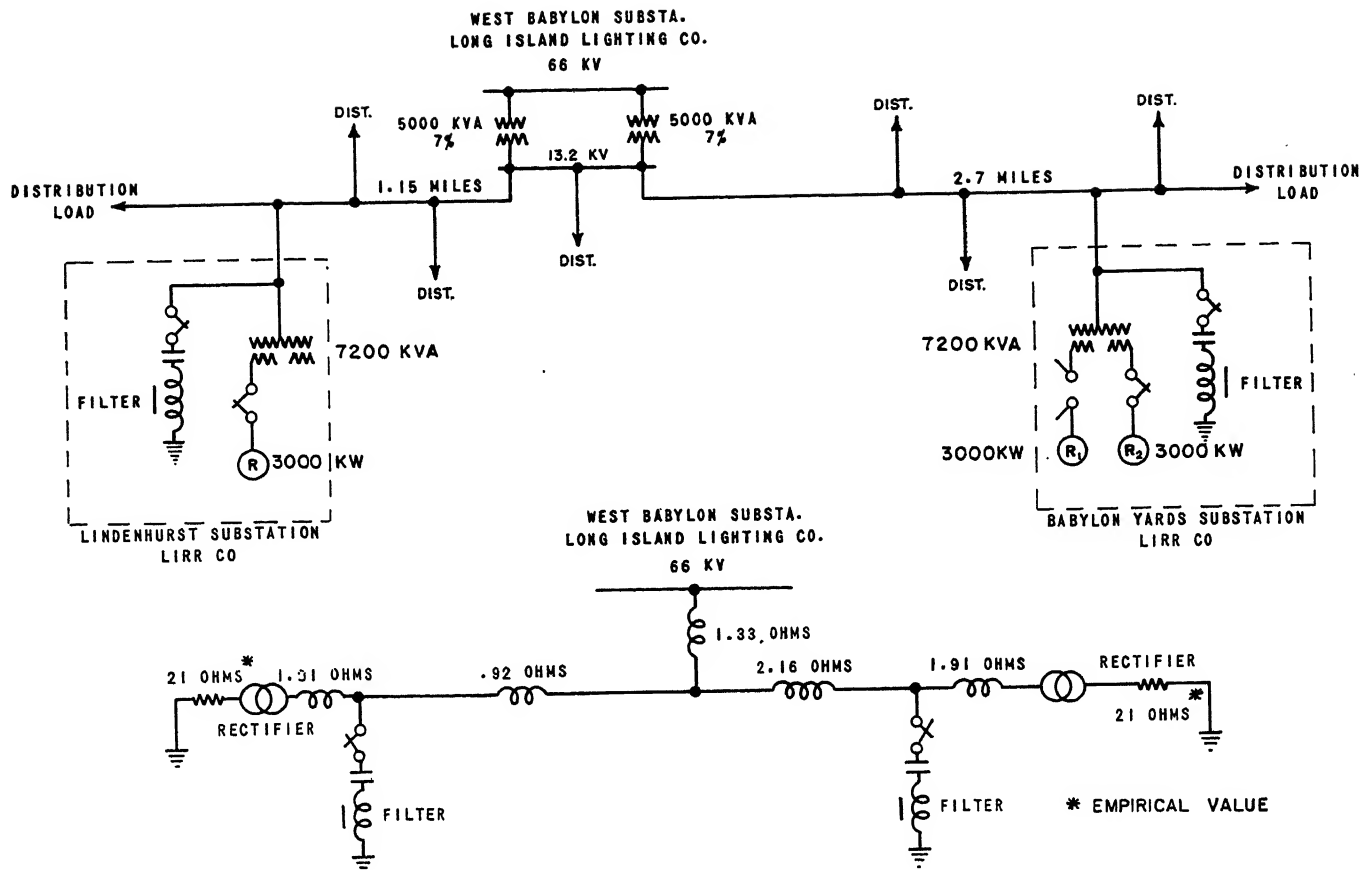 WEST BABYLON SUBSTA.
LONG ISLAND LIGHTING CO.
66 KV
DIST.
5000 KVA
7%
5000 KVA
7%
DIST.
DIST.
13.2 KV
DISTRIBUTION
LOAD
1.15 MILES
2.7 MILES
DISTRIBUTION
LOAD
DIST.
DIST.
DIST.
7200 KVA
FILTER
R
3000 KW
LINDENHURST SUBSTATION
LIRR CO
7200 KVA
FILTER
3000KW
R1
R2
3000 KW
BABYLON YARDS SUBSTATION
LIRR CO
WEST BABYLON SUBSTA.
LONG ISLAND LIGHTING CO.
66 KV
1.33, OHMS
21 OHMS*
1.91 OHMS
.92 OHMS
2.16 OHMS
1.91 OHMS
RECTIFIER
RECTIFIER
21 OHMS*
FILTER
FILTER
* EMPIRICAL VALUE